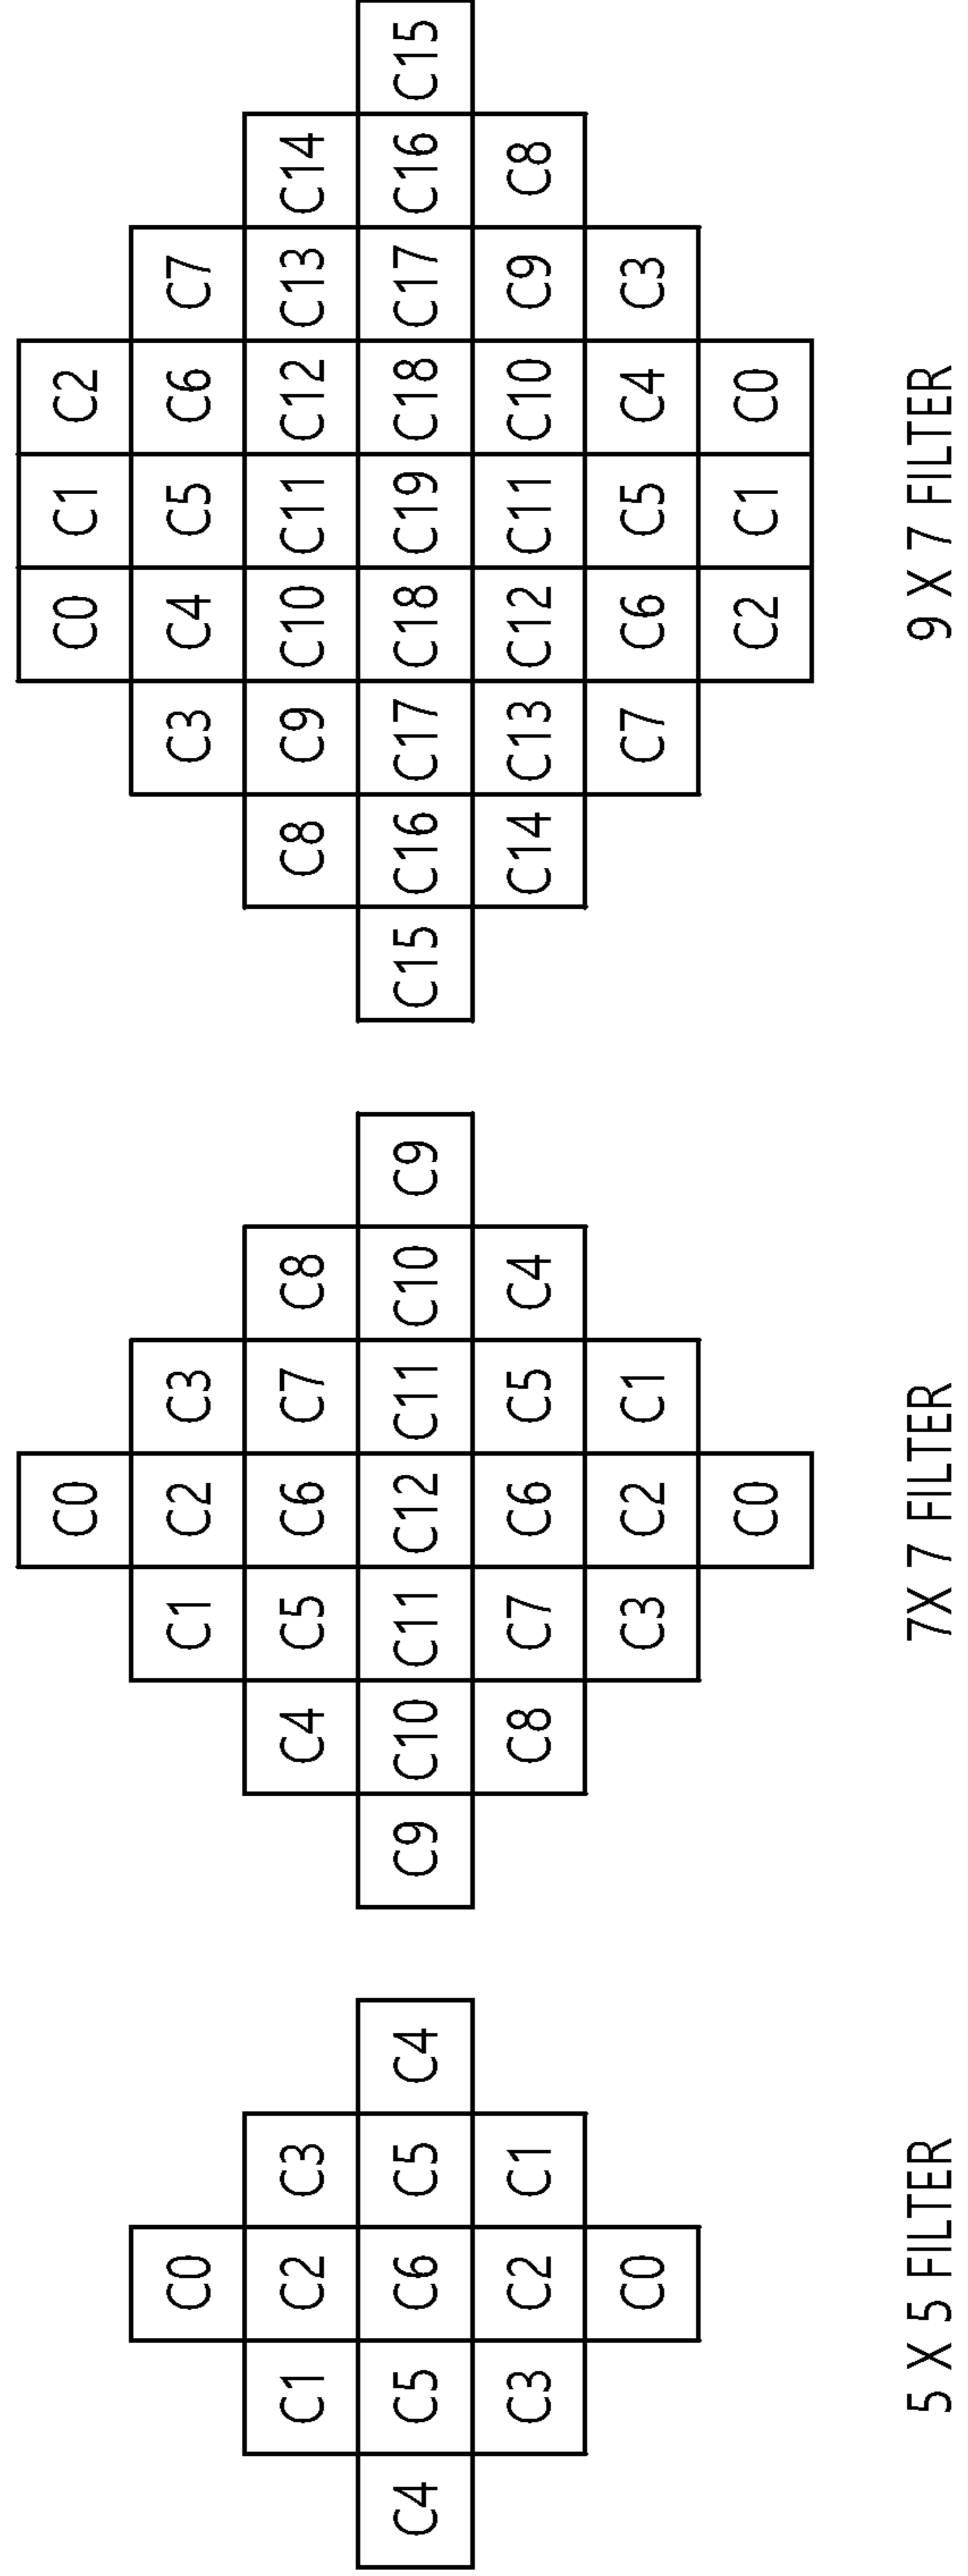 C0
C1 C2 C3
C4 C5 C6 C5 C4
C3 C2 C1
C0
5 X 5 FILTER
C0
C1 C2 C3
C4 C5 C6 C7 C8
C9 C10 C11 C12 C11 C10 C9
C8 C7 C6 C5 C4
C3 C2 C1
C0
7X 7 FILTER
C0 C1 C2
C3 C4 C5 C6 C7
C8 C9 C10 C11 C12 C13 C14
C15 C16 C17 C18 C19 C18 C17 C16 C15
C14 C13 C12 C11 C10 C9 C8
C7 C6 C5 C4 C3
C2 C1 C0
9 X 7 FILTER